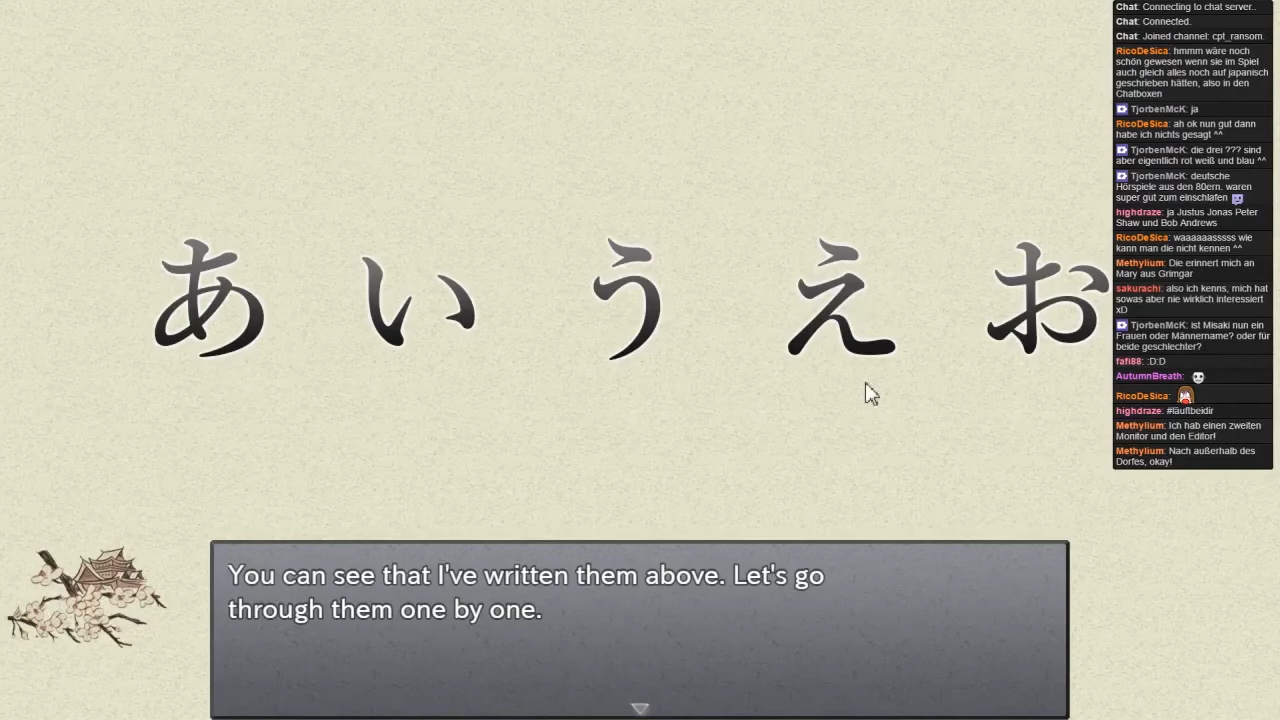 あ い う え お
You can see that I've written them above. Let's go
through them one by one.
Chat: Connecting to chat server..
Chat: Connected.
Chat: Joined channel: cpt_ransom.
RicoDeSica: hmmm wäre noch
schön gewesen wenn sie im Spiel
auch gleich alles noch auf japanisch
geschrieben hätten, also in den
Chatboxen
TjorbenMcK: ja
RicoDeSica: ah ok nun gut dann
habe ich nichts gesagt ^^
TjorbenMcK: die drei ??? sind
aber eigentlich rot weiß und blau ^^
TjorbenMcK: deutsche
Hörspiele aus den 80ern. waren
super gut zum einschlafen
highdraze: ja Justus Jonas Peter
Shaw und Bob Andrews
RicoDeSica: waaaaaasssss wie
kann man die nicht kennen ^^
Methylium: Die erinnert mich an
Mary aus Grimgar
sakurachi: also ich kenns, mich hat
sowas aber nie wirklich interessiert
xD
TjorbenMcK: ist Misaki nun ein
Frauen oder Männername? oder für
beide geschlechter?
fafi88: :D:D
AutumnBreath:
RicoDeSica:
highdraze: #läuftbeidir
Methylium: Ich hab einen zweiten
Monitor und den Editor!
Methylium: Nach außerhalb des
Dorfes, okay!